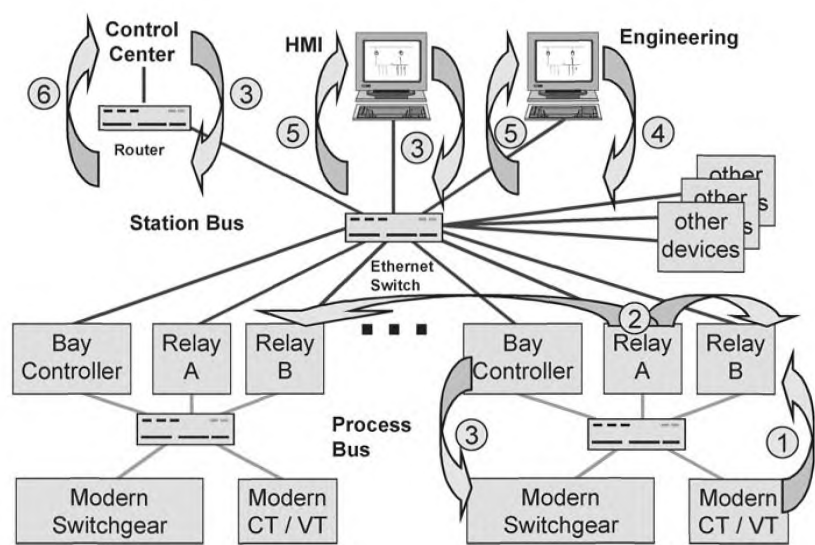 Control
Center
HMI
Engineering
6
3
5
3
5
4
Router
other
other
other
devices
Station Bus
Ethernet
Switch
2
Bay
Controller
Relay
A
Relay
B
Bay
Controller
Relay
A
Relay
B
Process
Bus
3
1
Modern
Switchgear
Modern
CT / VT
Modern
Switchgear
Modern
CT / VT